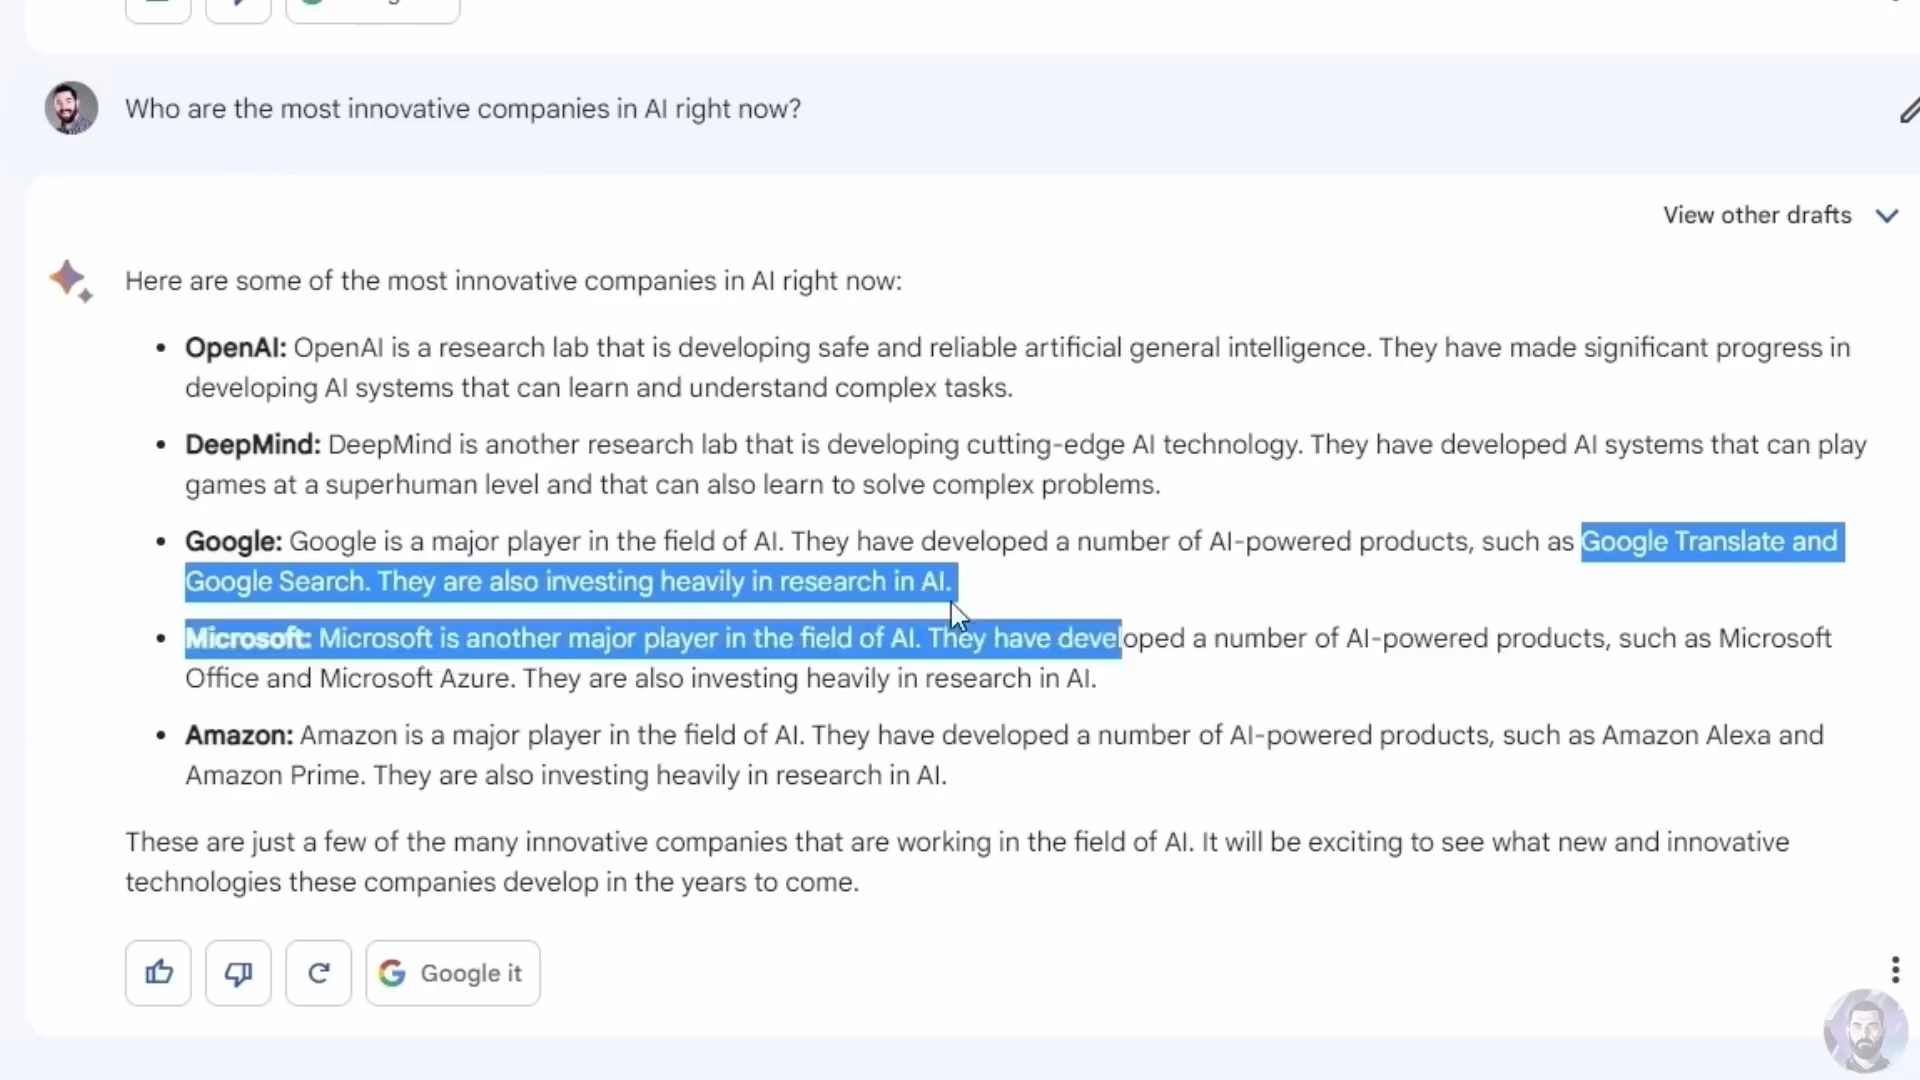 Who are the most innovative companies in AI right now?
View other drafts
Here are some of the most innovative companies in AI right now:
• OpenAI: OpenAI is a research lab that is developing safe and reliable artificial general intelligence. They have made significant progress in
developing AI systems that can learn and understand complex tasks.
• DeepMind: DeepMind is another research lab that is developing cutting-edge AI technology. They have developed AI systems that can play
games at a superhuman level and that can also learn to solve complex problems.
• Google: Google is a major player in the field of AI. They have developed a number of AI-powered products, such as Google Translate and
Google Search. They are also investing heavily in research in AI.
• Microsoft: Microsoft is another major player in the field of AI. They have developed a number of AI-powered products, such as Microsoft
Office and Microsoft Azure. They are also investing heavily in research in AI.
• Amazon: Amazon is a major player in the field of AI. They have developed a number of AI-powered products, such as Amazon Alexa and
Amazon Prime. They are also investing heavily in research in AI.
These are just a few of the many innovative companies that are working in the field of AI. It will be exciting to see what new and innovative
technologies these companies develop in the years to come.
Google it